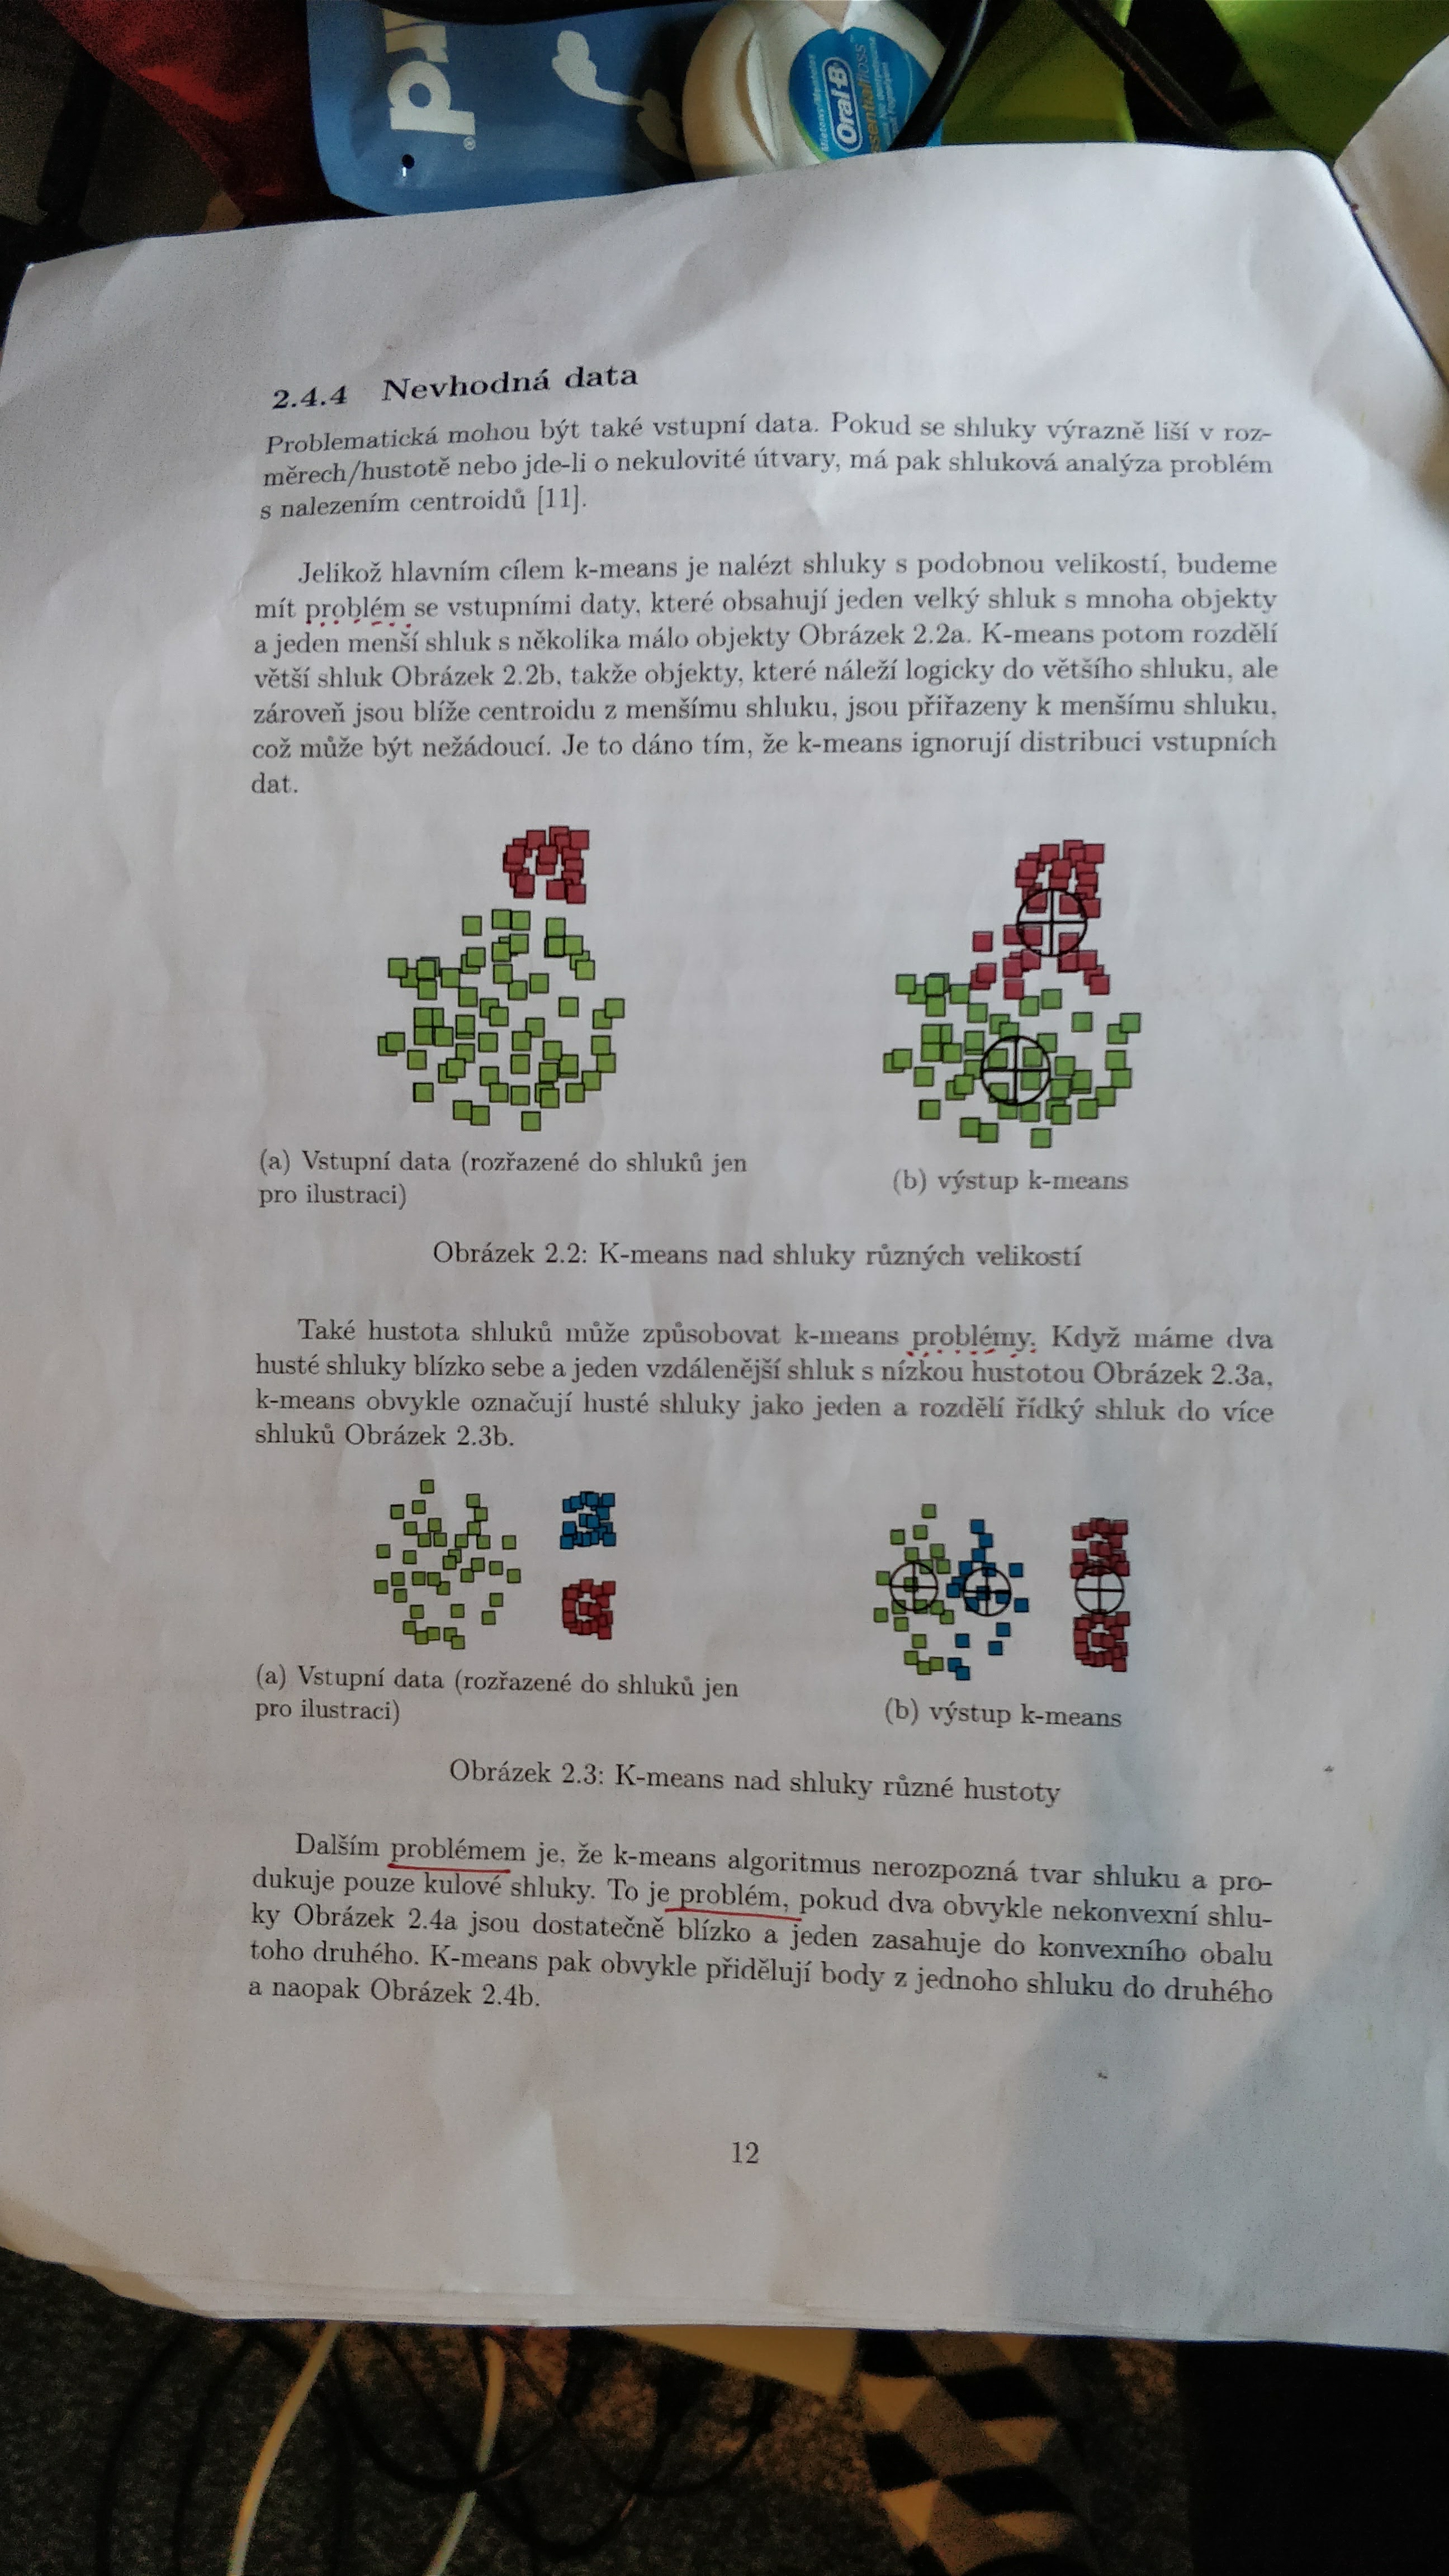 rd
Oral-B
2.4.4 Nevhodná data
Problematická mohou být také vstupní data. Pokud se shluky výrazně liší v roz-
měrech/hustotě nebo jde-li o nekulovité útvary, má pak shluková analýza problém
s nalezením centroidů [11].
Jelikož hlavním cílem k-means je nalézt shluky s podobnou velikostí, budeme
mít problém se vstupními daty, které obsahují jeden velký shluk s mnoha objekty
a jeden menší shluk s několika málo objekty Obrázek 2.2a. K-means potom rozdělí
větší shluk Obrázek 2.2b, takže objekty, které náleží logicky do většího shluku, ale
zároveň jsou blíže centroidu z menšímu shluku, jsou přiřazeny k menšímu shluku,
což může být nežádoucí. Je to dáno tím, že k-means ignorují distribuci vstupních
dat.
(a) Vstupní data (rozřazené do shluků jen
pro ilustraci)
(b) výstup k-means
Obrázek 2.2: K-means nad shluky různých velikostí
Také hustota shluků může způsobovat k-means problémy. Když máme dva
husté shluky blízko sebe a jeden vzdálenější shluk s nízkou hustotou Obrázek 2.3a,
k-means obvykle označují husté shluky jako jeden a rozdělí řídký shluk do více
shluků Obrázek 2.3b.
(a) Vstupní data (rozřazené do shluků jen
pro ilustraci)
(b) výstup k-means
Obrázek 2.3: K-means nad shluky různé hustoty
Dalším problémem je, že k-means algoritmus nerozpozná tvar shluku a pro-
dukuje pouze kulové shluky. To je problém, pokud dva obvykle nekonvexní shlu-
ky Obrázek 2.4a jsou dostatečně blízko a jeden zasahuje do konvexního obalu
toho druhého. K-means pak obvykle přidělují body z jednoho shluku do druhého
a naopak Obrázek 2.4b.
12